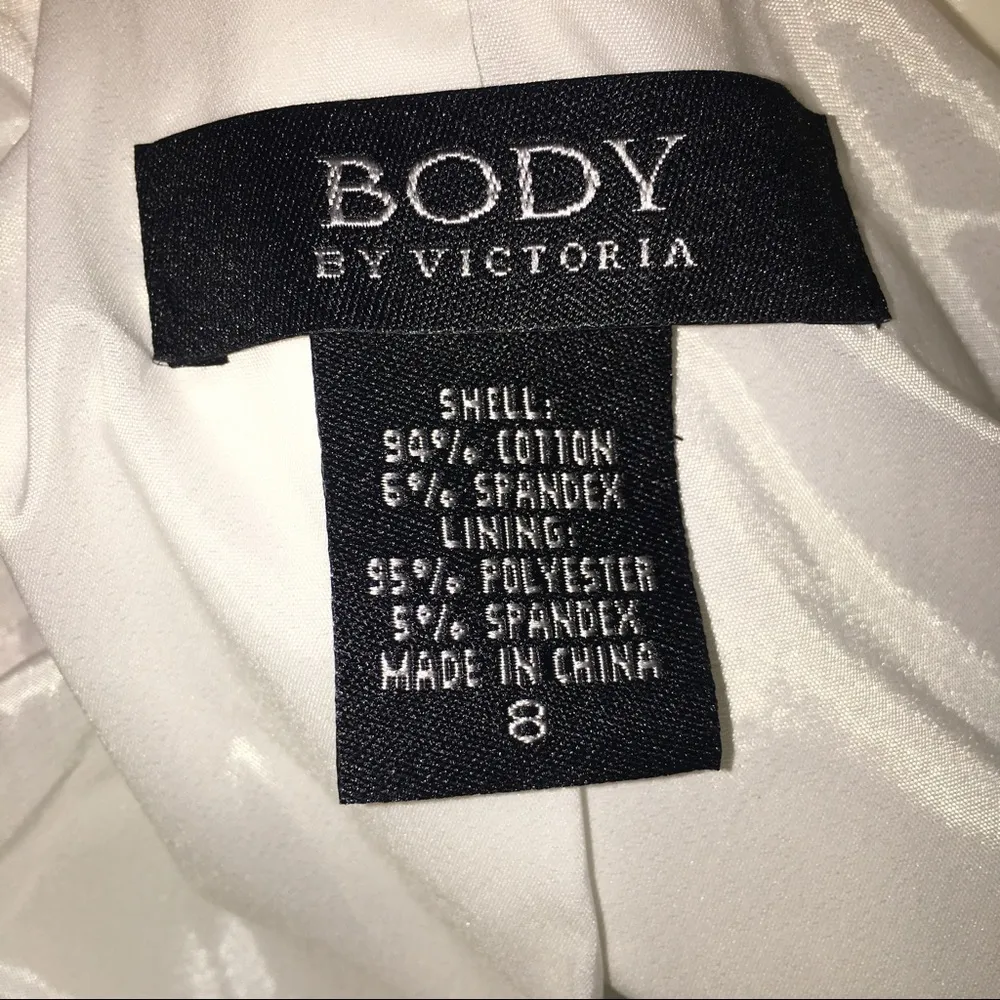 BODY
BY VICTORIA
SHELL:
94% COTTON
6% SPANDEX
LINING:
95% POLYESTER
5% SPANDEX
MADE IN CHINA
8